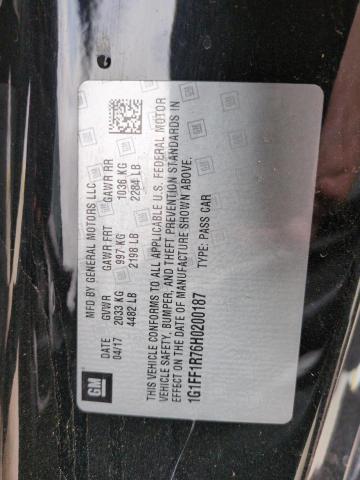 GM
MFD BY GENERAL MOTORS LLC
DATE GVWR GAWR FRT GAWR RR
04/17 2033 KG 997 KG 1036 KG
4482 LB 2198 LB 2284 LB
THIS VEHICLE CONFORMS TO ALL APPLICABLE U.S. FEDERAL MOTOR
VEHICLE SAFETY, BUMPER, AND THEFT PREVENTION STANDARDS IN
EFFECT ON THE DATE OF MANUFACTURE SHOWN ABOVE.
1G1FF1R76H0200187 TYPE: PASS CAR